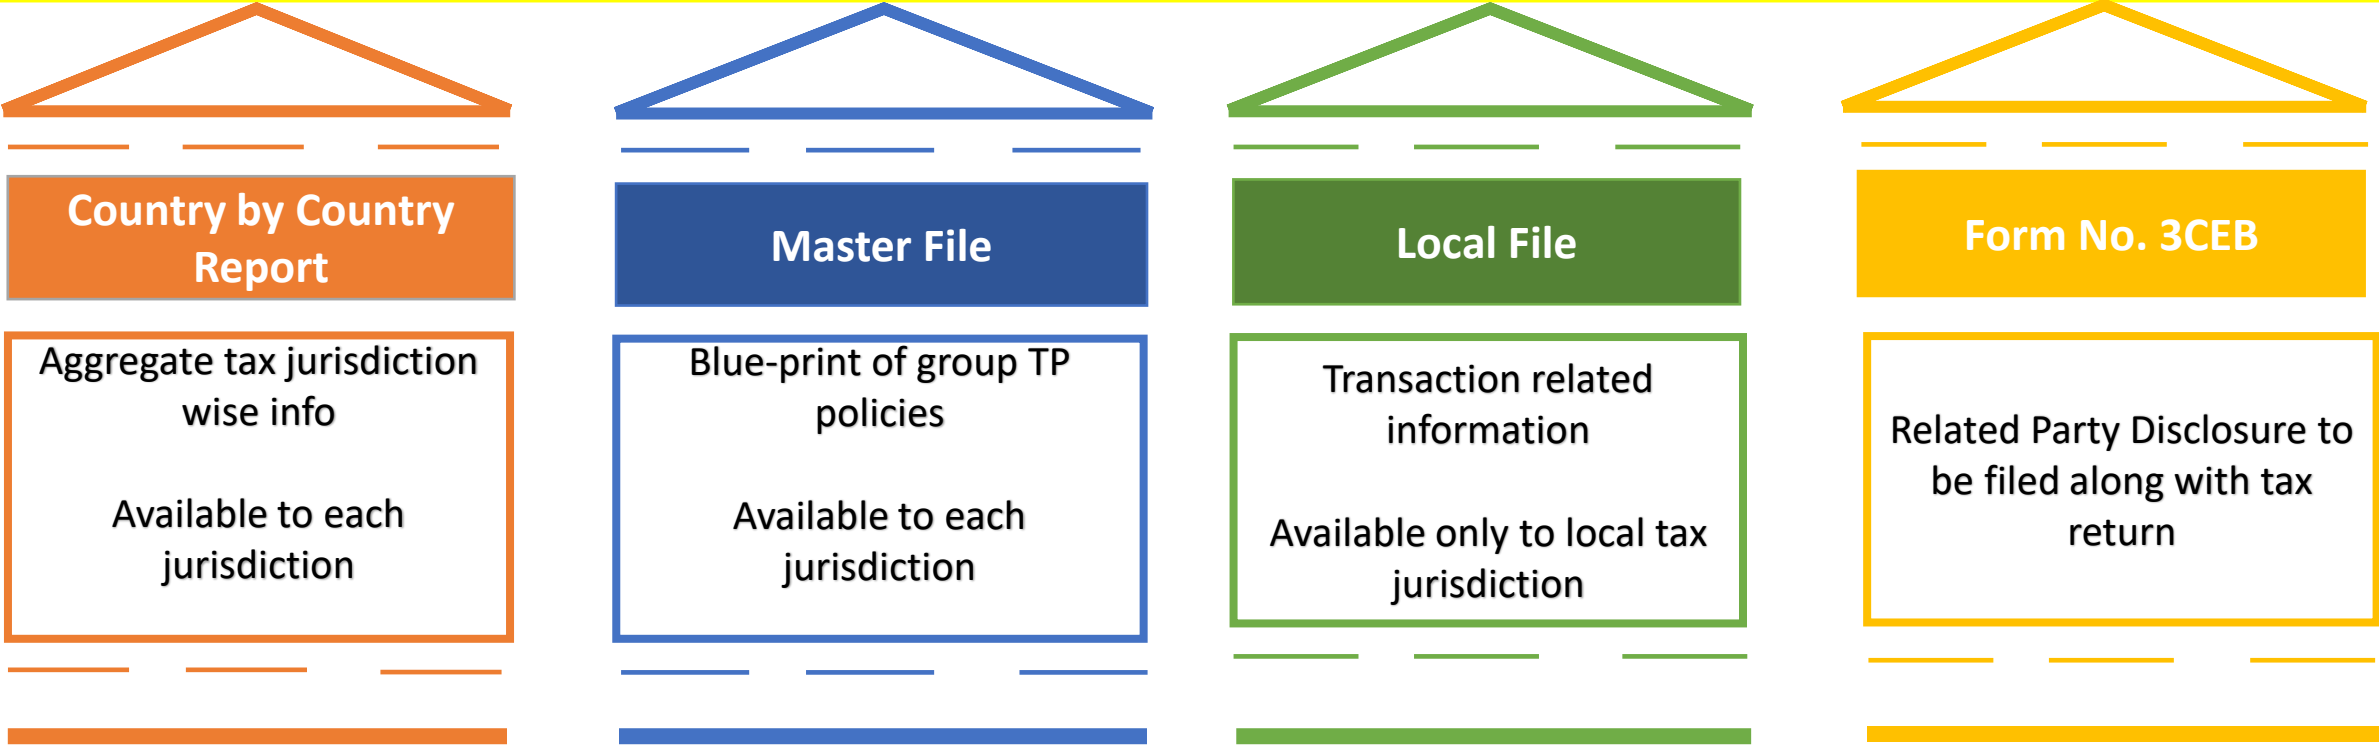 Country by Country
Report
Aggregate tax jurisdiction
wise info
Available to each
jurisdiction
Master File
Blue-print of group TP
policies
Available to each
jurisdiction
Local File
Transaction related
information
Available only to local tax
jurisdiction
Form No. 3CEB
Related Party Disclosure to
be filed along with tax
return